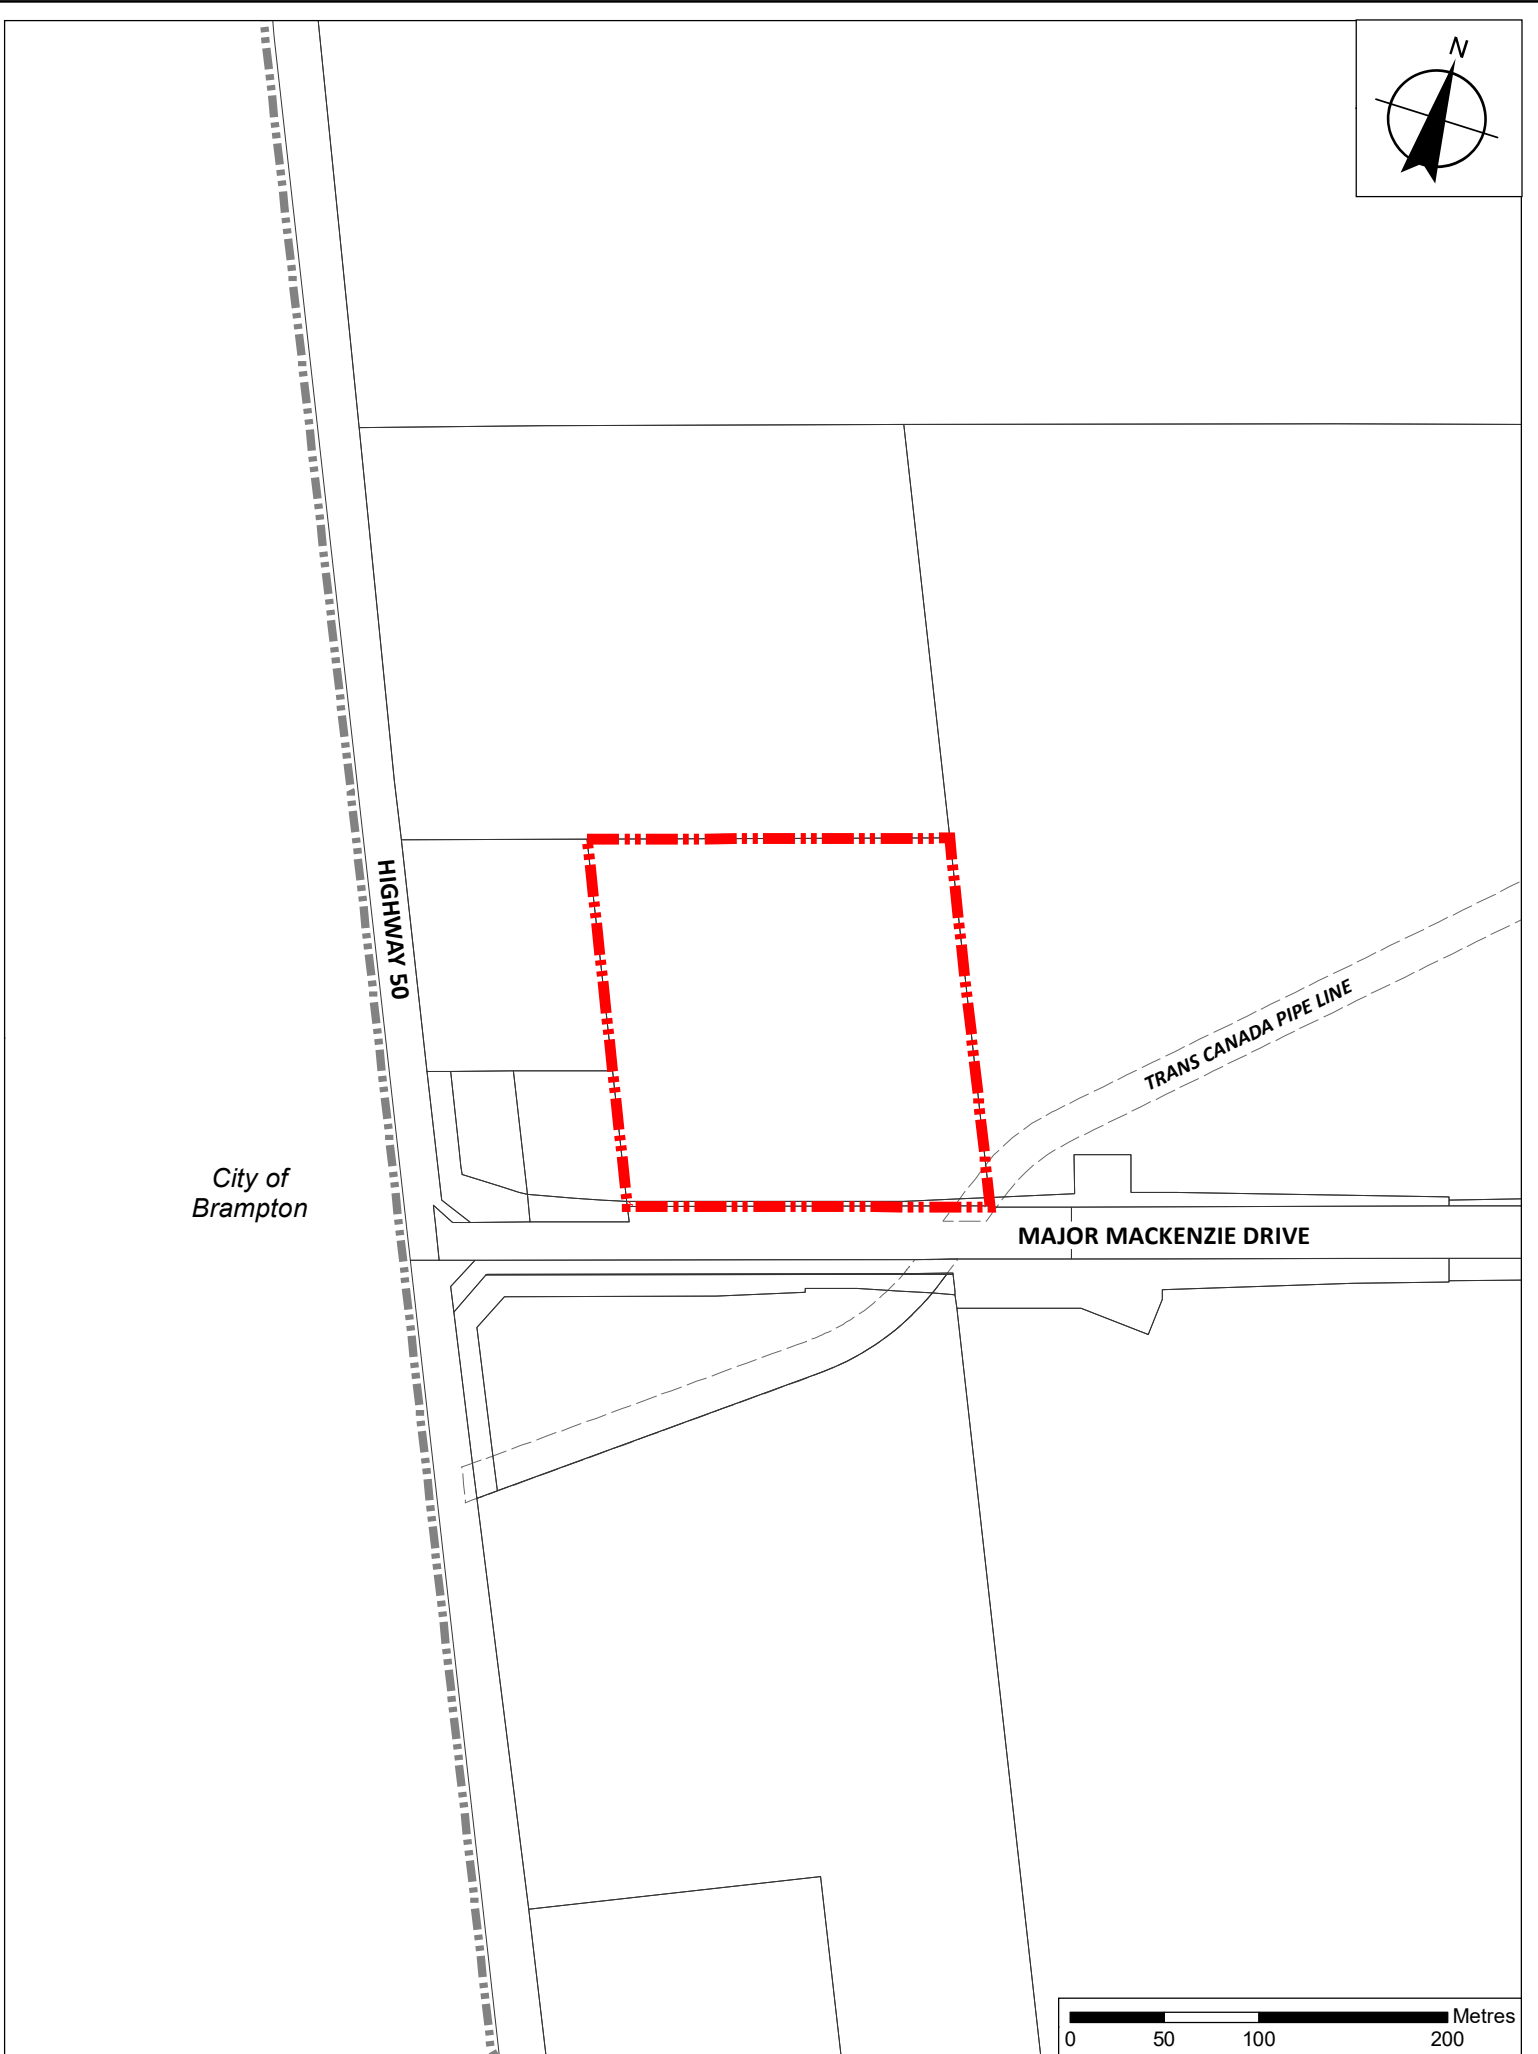 N
HIGHWAY 50
TRANS CANADA PIPE LINE
City of
Brampton
MAJOR MACKENZIE DRIVE
Metres
0 50 100 200